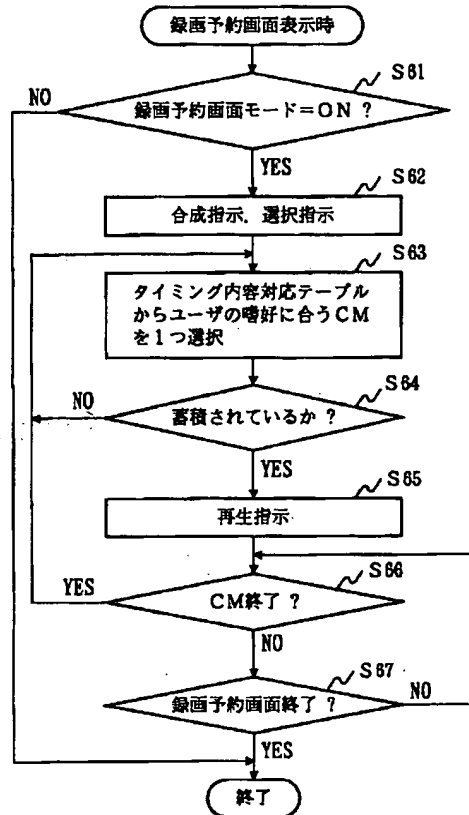 録画予約画面表示時
S61
NO
録画予約画面モード=ON ?
YES
S62
合成指示．選択指示
S63
タイミング内容対応テーブル
からユーザの嗜好に合うCM
を1つ選択
S64
NO
蓄積されているか ?
YES
S65
再生指示
S66
YES
CM終了 ?
NO
S67
録画予約画面終了 ?
NO
YES
終了